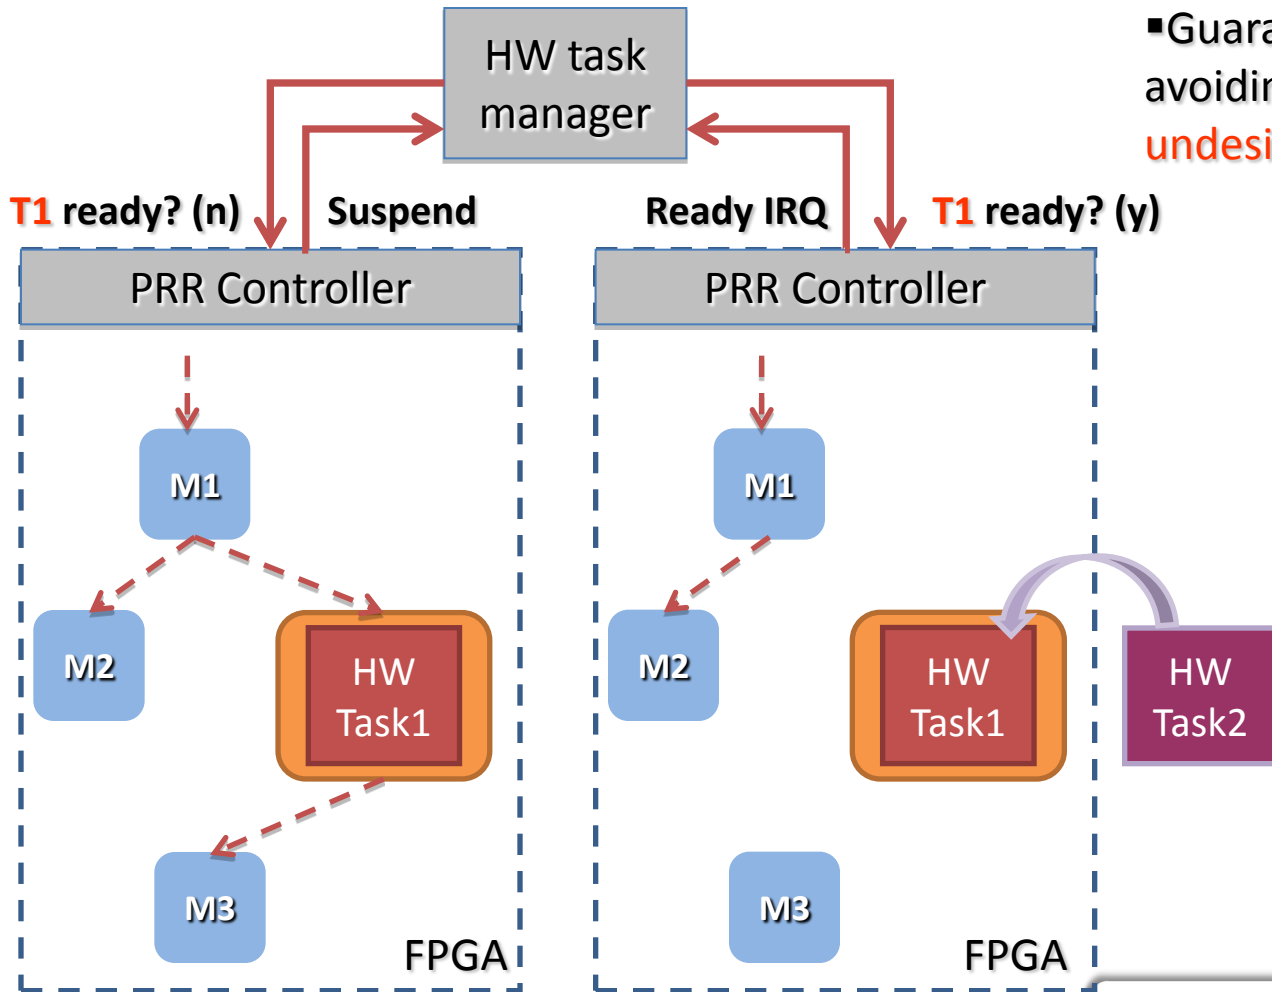 HW task
manager
T1 ready? (n)
Suspend
Ready IRQ
T1 ready? (y)
PRR Controller
PRR Controller
M1
M2
HW
Task1
M3
FPGA
M1
M2
HW
Task1
HW
Task2
M3
FPGA